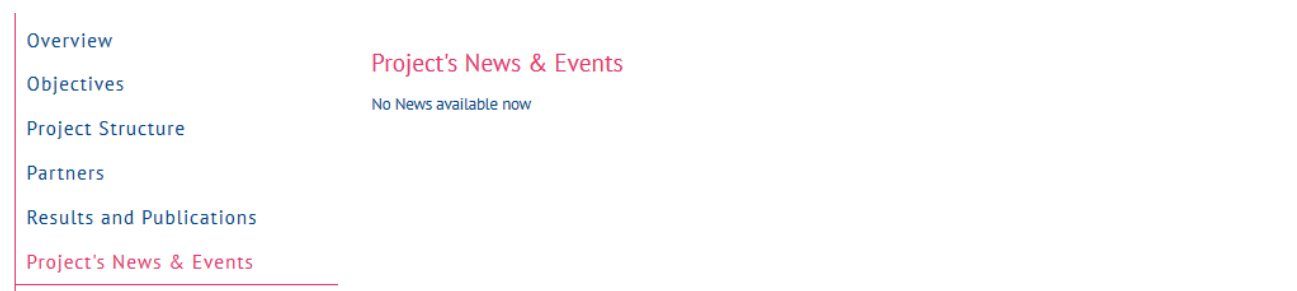 Overview
Objectives
Project Structure
Partners
Results and Publications
Project's News & Events
Project's News & Events
No News available now